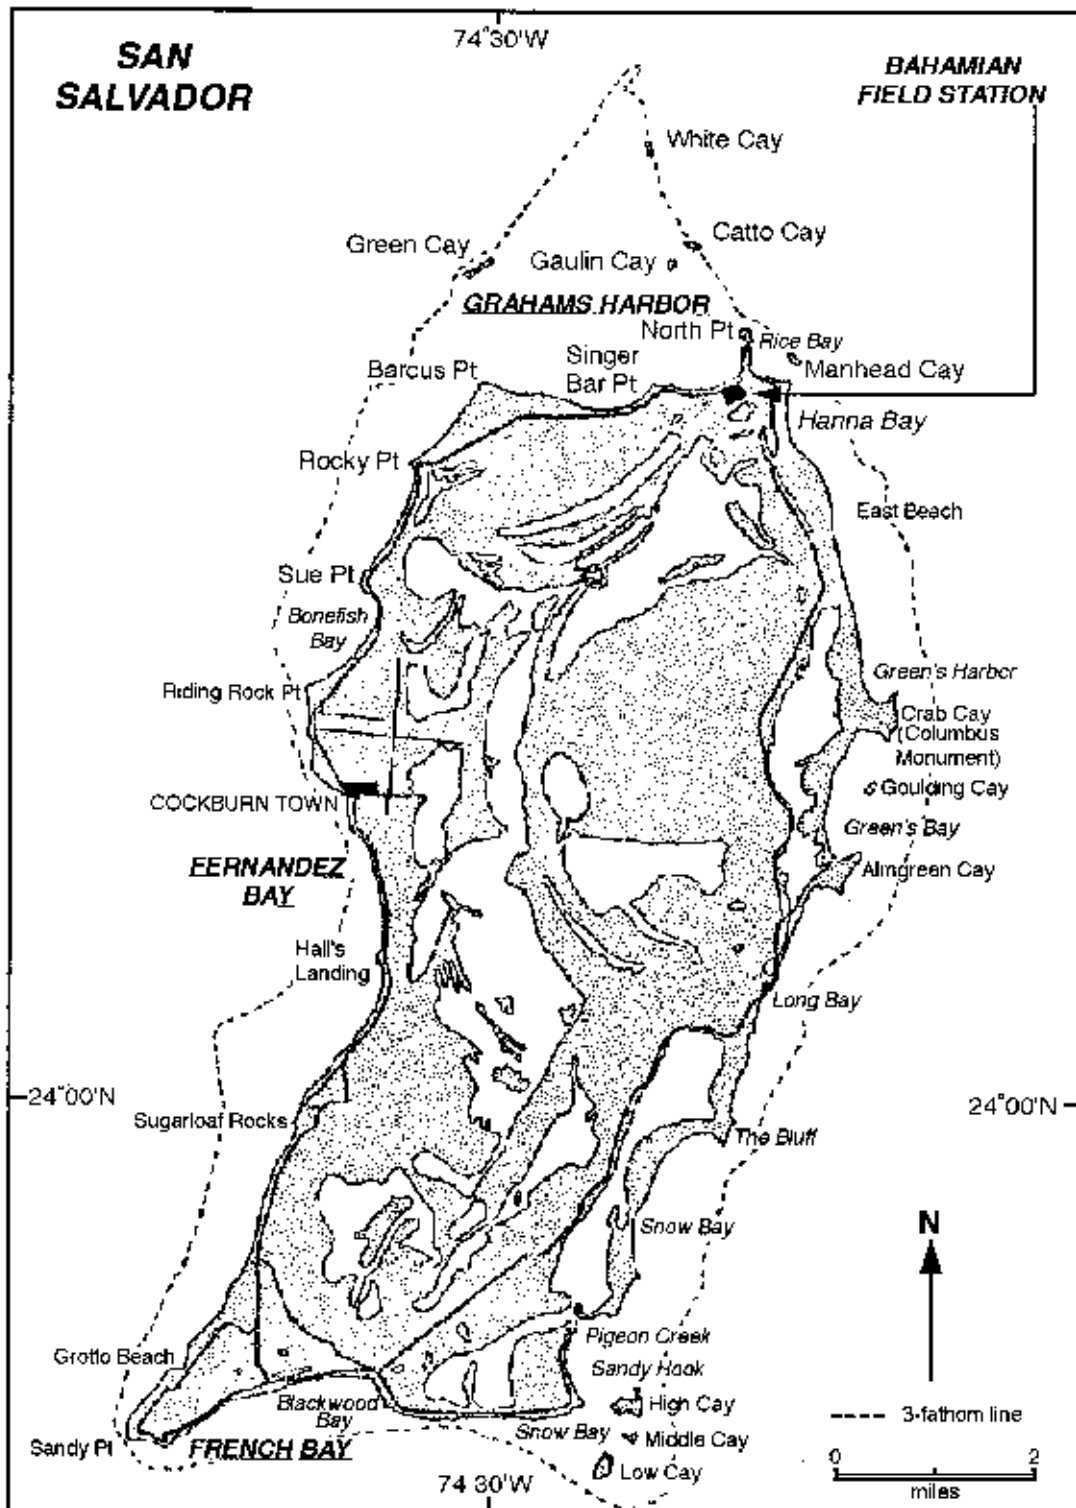 74°30'W
SAN
SALVADOR
BAHAMIAN
FIELD STATION
White Cay
Catto Cay
Green Cay
Gaulin Cay
GRAHAMS HARBOR
North Pt
Rice Bay
Singer
Bar Pt
Barcus Pt
Manhead Cay
Hanna Bay
Rocky Pt
East Beach
Sue Pt
Bonefish
Bay
Riding Rock Pt
Green's Harbor
Crab Cay
(Columbus
Monument)
Goulding Cay
COCKBURN TOWN
Green's Bay
Almgreen Cay
FERNANDEZ
BAY
Hall's
Landing
Long Bay
24°00'N
24°00'N
Sugarloaf Rocks
The Bluff
Snow Bay
N
Pigeon Creek
Grotto Beach
Sandy Hook
High Cay
Blackwood
Bay
3-fathom line
Snow Bay
Middle Cay
Sandy Pt
FRENCH BAY
Low Cay
0 2
miles
74 30'W